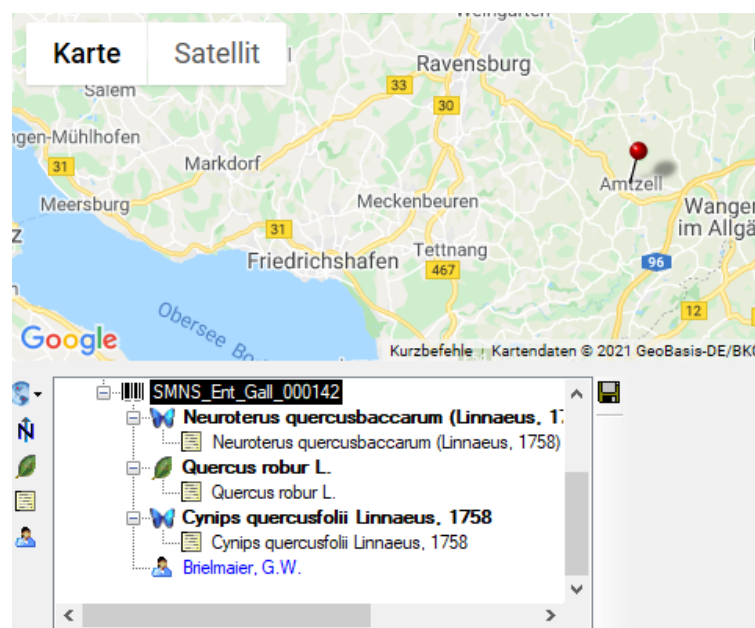 Weingarten
Karte Satellit
Ravensburg
Salem
33
30
gen-Mühlhofen
31
Markdorf
Amtzell
Meersburg
Meckenbeuren
Wangen
im Allgä
31
Friedrichshafen
Tettnang
467
96
Obersee
12
Google
Kurzbefehle Kartendaten © 2021 GeoBasis-DE/BKG
SMNS_Ent_Gall_000142
Neuroterus quercusbaccarum (Linnaeus, 17
Neuroterus quercusbaccarum (Linnaeus, 1758)
Quercus robur L.
Quercus robur L.
Cynips quercusfolii Linnaeus, 1758
Cynips quercusfolii Linnaeus, 1758
Brielmaier, G.W.